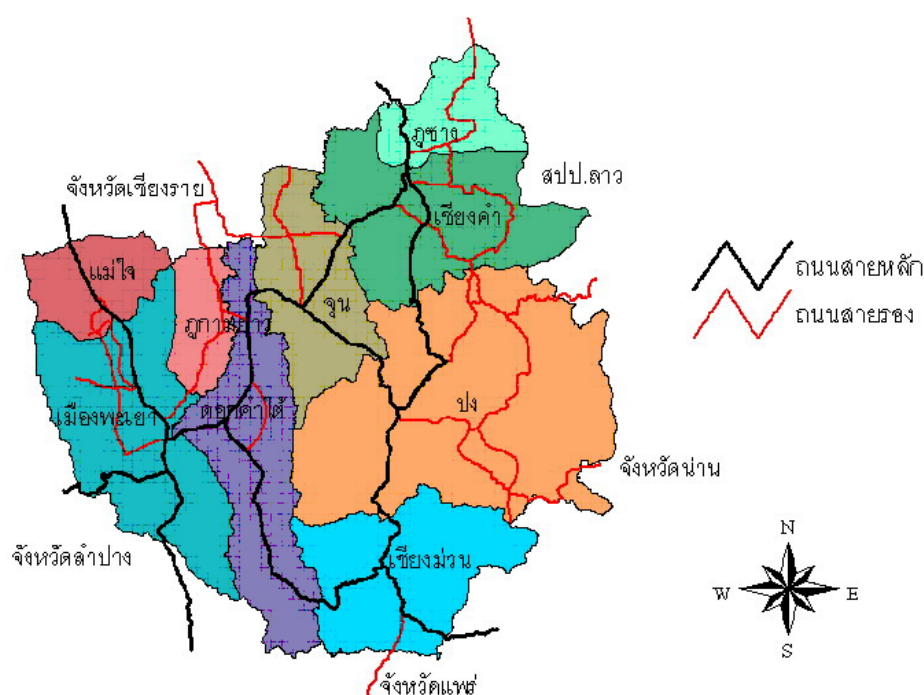 ภูซาง
สปป.ลาว
จังหวัดเชียงราย
เชียงคำ
แม่ใจ
ถนนสายหลัก
จุน
ภูกามยาว
ถนนสายรอง
ปง
เมืองพะเยา
ดอกคำใต้
จังหวัดน่าน
จังหวัดลำปาง
เชียงม่วน
จังหวัดแพร่
N
W
E
S